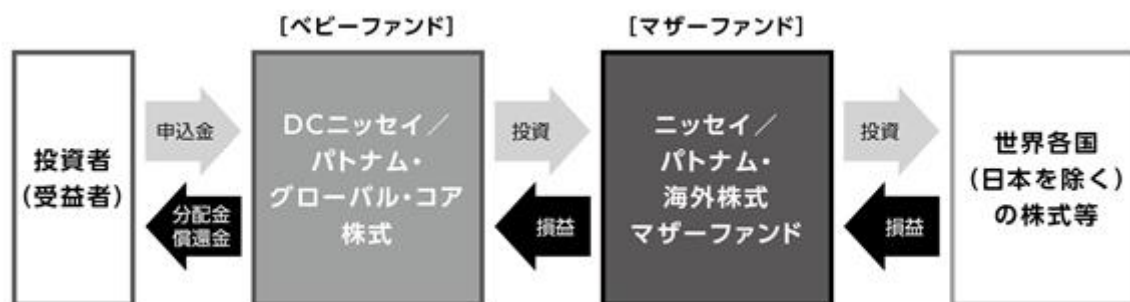 [ベビーファンド]
[マザーファンド]
投資者
(受益者)
申込金
分配金
償還金
DCニッセイ／
パトナム・
グローバル・コア
株式
投資
損益
ニッセイ／
パトナム・
海外株式
マザーファンド
投資
損益
世界各国
(日本を除く)
の株式等